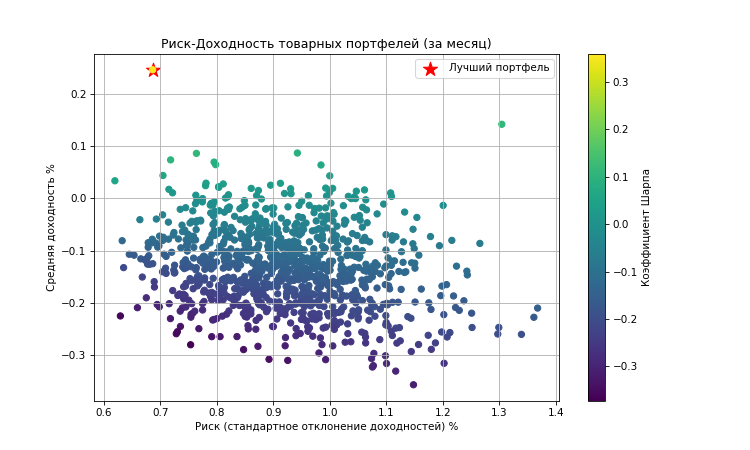 Риск-Доходность товарных портфелей (за месяц)
Лучший портфель
Средняя доходность %
0.2
0.1
0.0
−0.1
−0.2
−0.3
0.6 0.7 0.8 0.9 1.0 1.1 1.2 1.3 1.4
Риск (стандартное отклонение доходностей) %
0.3
0.2
0.1
0.0
−0.1
−0.2
−0.3
Коэффициент Шарпа